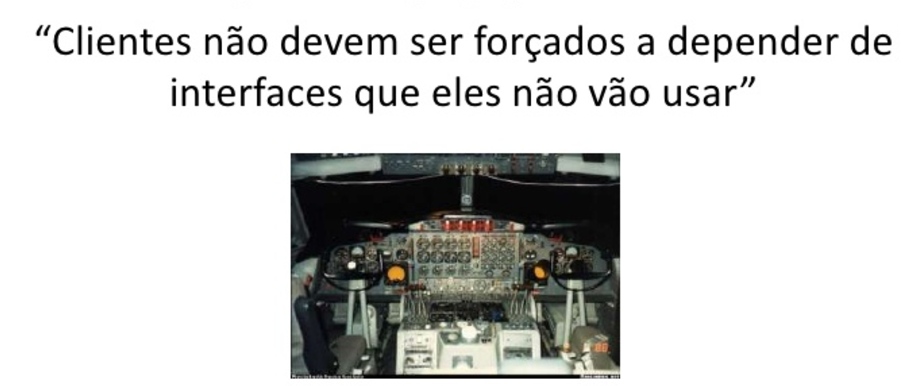 “Clientes não devem ser forçados a depender de
interfaces que eles não vão usar”